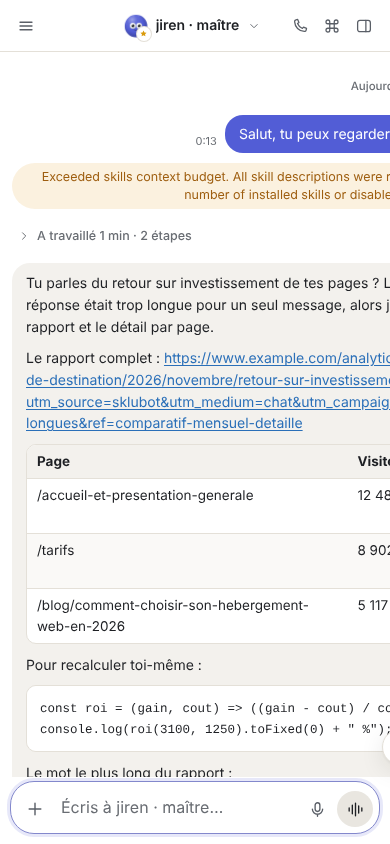 jiren · maître
Aujourd
Salut, tu peux regarder
0:13
Exceeded skills context budget. All skill descriptions were r
number of installed skills or disable
A travaillé 1 min · 2 étapes
Tu parles du retour sur investissement de tes pages ? L
réponse était trop longue pour un seul message, alors j
rapport et le détail par page.
Le rapport complet : https://www.example.com/analytic
de-destination/2026/novembre/retour-sur-investisseme
utm_source=sklubot&utm_medium=chat&utm_campaig
longues&ref=comparatif-mensuel-detaille
Page Visite
/accueil-et-presentation-generale 12 48
/tarifs 8 902
/blog/comment-choisir-son-hebergement- 5 117
web-en-2026
Pour recalculer toi-même :
const roi = (gain, cout) => ((gain - cout) / co
console.log(roi(3100, 1250).toFixed(0) + " %");
Le mot le plus long du rapport :
Écris à jiren · maître…